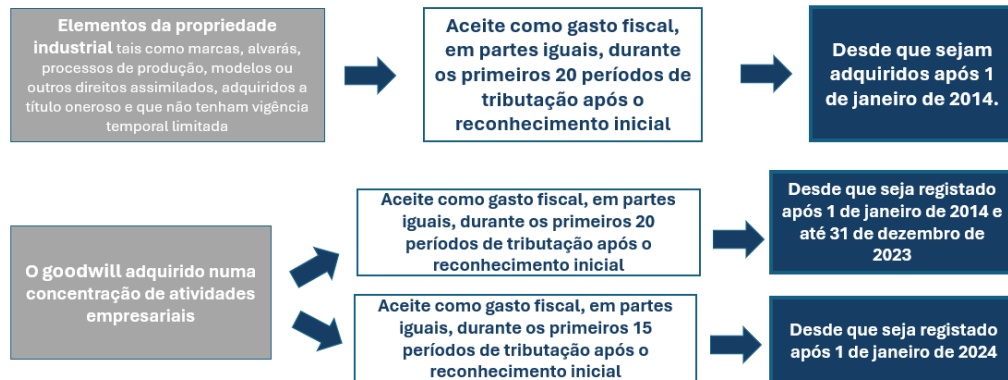 Elementos da propriedade
industrial tais como marcas, alvarás,
processos de produção, modelos ou
outros direitos assimilados, adquiridos a
título oneroso e que não tenham vigência
temporal limitada
Aceite como gasto fiscal,
em partes iguais, durante
os primeiros 20 períodos de
tributação após o
reconhecimento inicial
Desde que sejam
adquiridos após 1
de janeiro de 2014.
O goodwill adquirido numa
concentração de atividades
empresariais
Aceite como gasto fiscal, em partes
iguais, durante os primeiros 20
períodos de tributação após o
reconhecimento inicial
Desde que seja registado
após 1 de janeiro de 2014 e
até 31 de dezembro de
2023
Aceite como gasto fiscal, em partes
iguais, durante os primeiros 15
períodos de tributação após o
reconhecimento inicial
Desde que seja registado
após 1 de janeiro de 2024